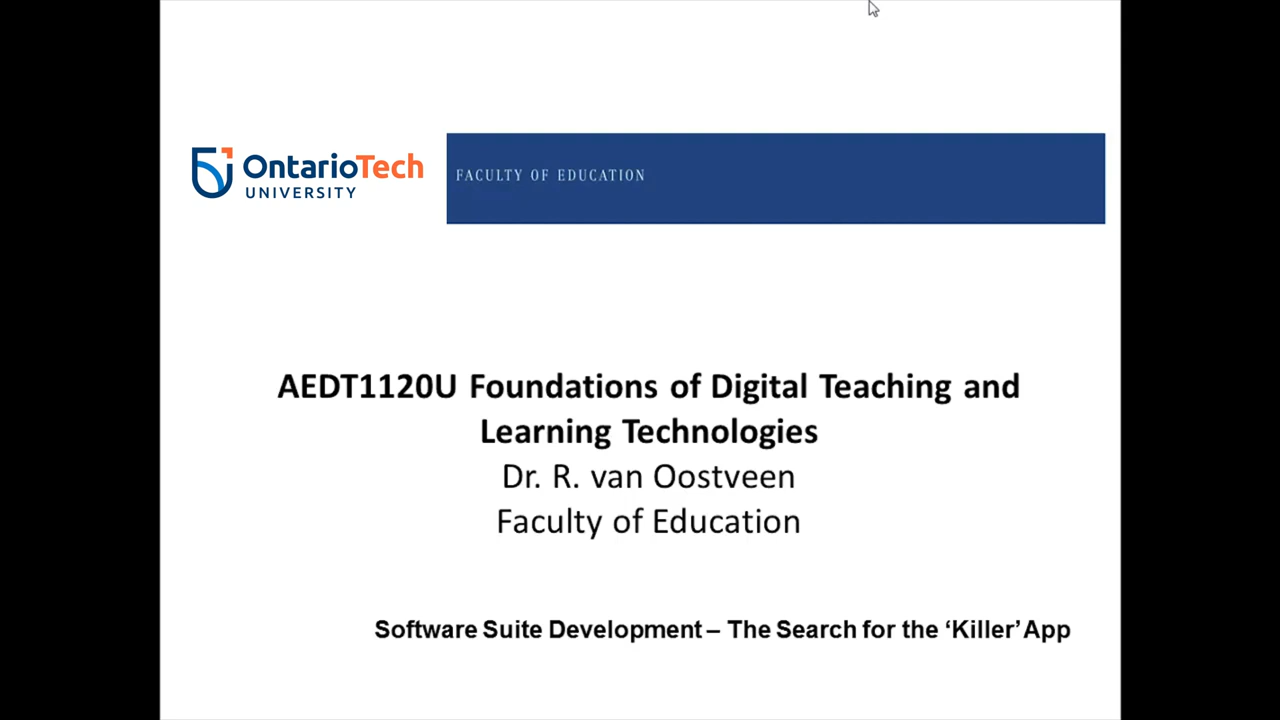 OntarioTech
UNIVERSITY
FACULTY OF EDUCATION
AEDT1120U Foundations of Digital Teaching and
Learning Technologies
Dr. R. van Oostveen
Faculty of Education
Software Suite Development – The Search for the ‘Killer’ App